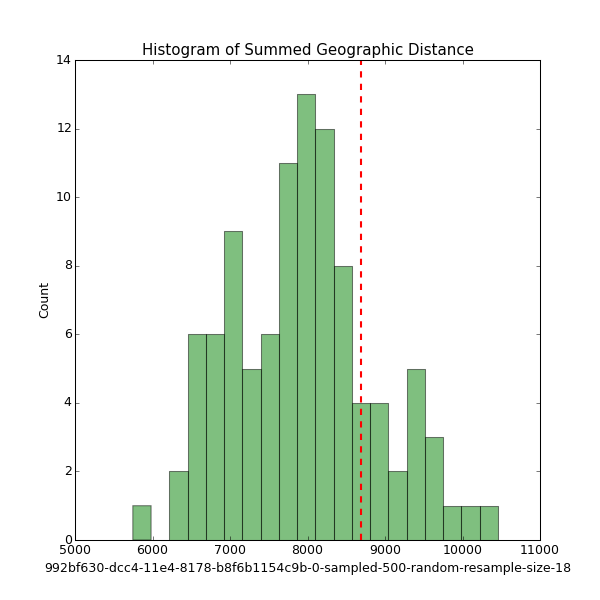 Histogram of Summed Geographic Distance
14
12
10
8
6
4
2
0
Count
5000 6000 7000 8000 9000 10000 11000
992bf630-dcc4-11e4-8178-b8f6b1154c9b-0-sampled-500-random-resample-size-18